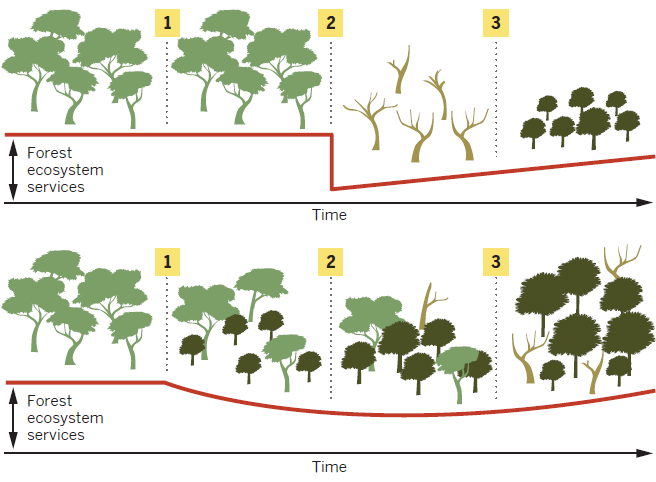 1 2 3
Forest
ecosystem
services
Time
1 2 3
Forest
ecosystem
services
Time